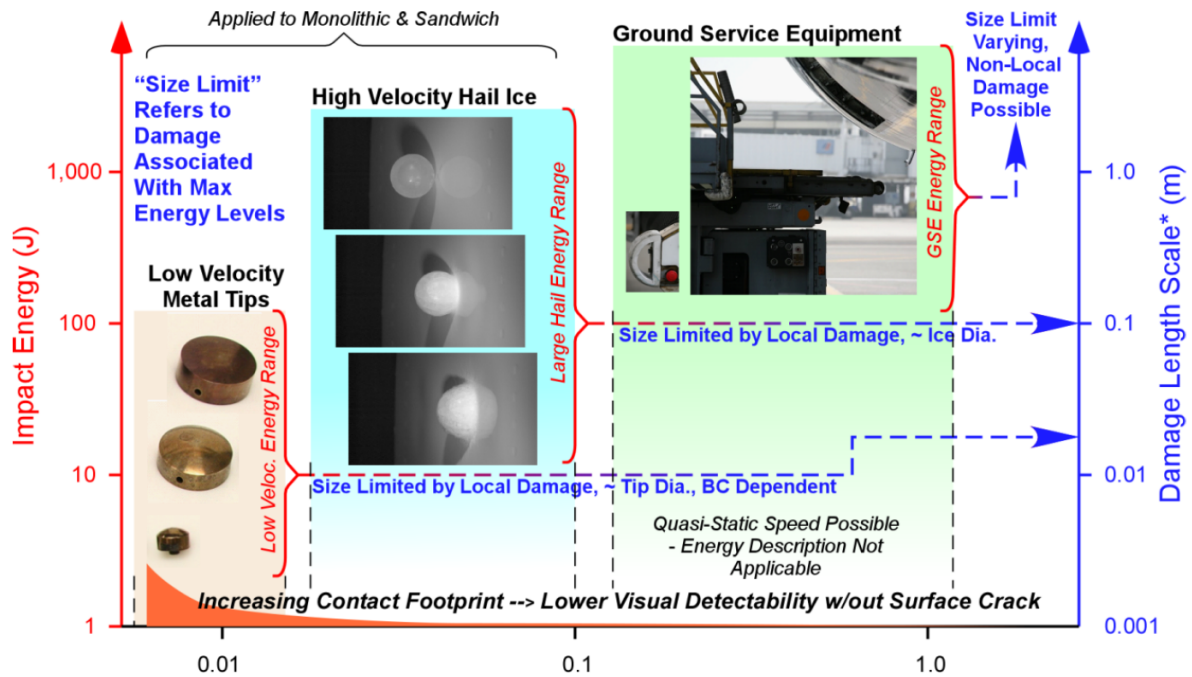 Applied to Monolithic & Sandwich
“Size Limit”
Refers to
Damage
Associated
With Max
Energy Levels
High Velocity Hail Ice
Ground Service Equipment
Size Limit
Varying,
Non-Local
Damage
Possible
Low Velocity
Metal Tips
Low Veloc. Energy Range
Large Hail Energy Range
GSE Energy Range
Size Limited by Local Damage, ~ Ice Dia.
Size Limited by Local Damage, ~ Tip Dia., BC Dependent
Quasi-Static Speed Possible
- Energy Description Not
Applicable
Increasing Contact Footprint --> Lower Visual Detectability w/out Surface Crack
Impact Energy (J)
1,000
100
10
1
Damage Length Scale* (m)
1.0
0.1
0.01
0.001
0.01
0.1
1.0